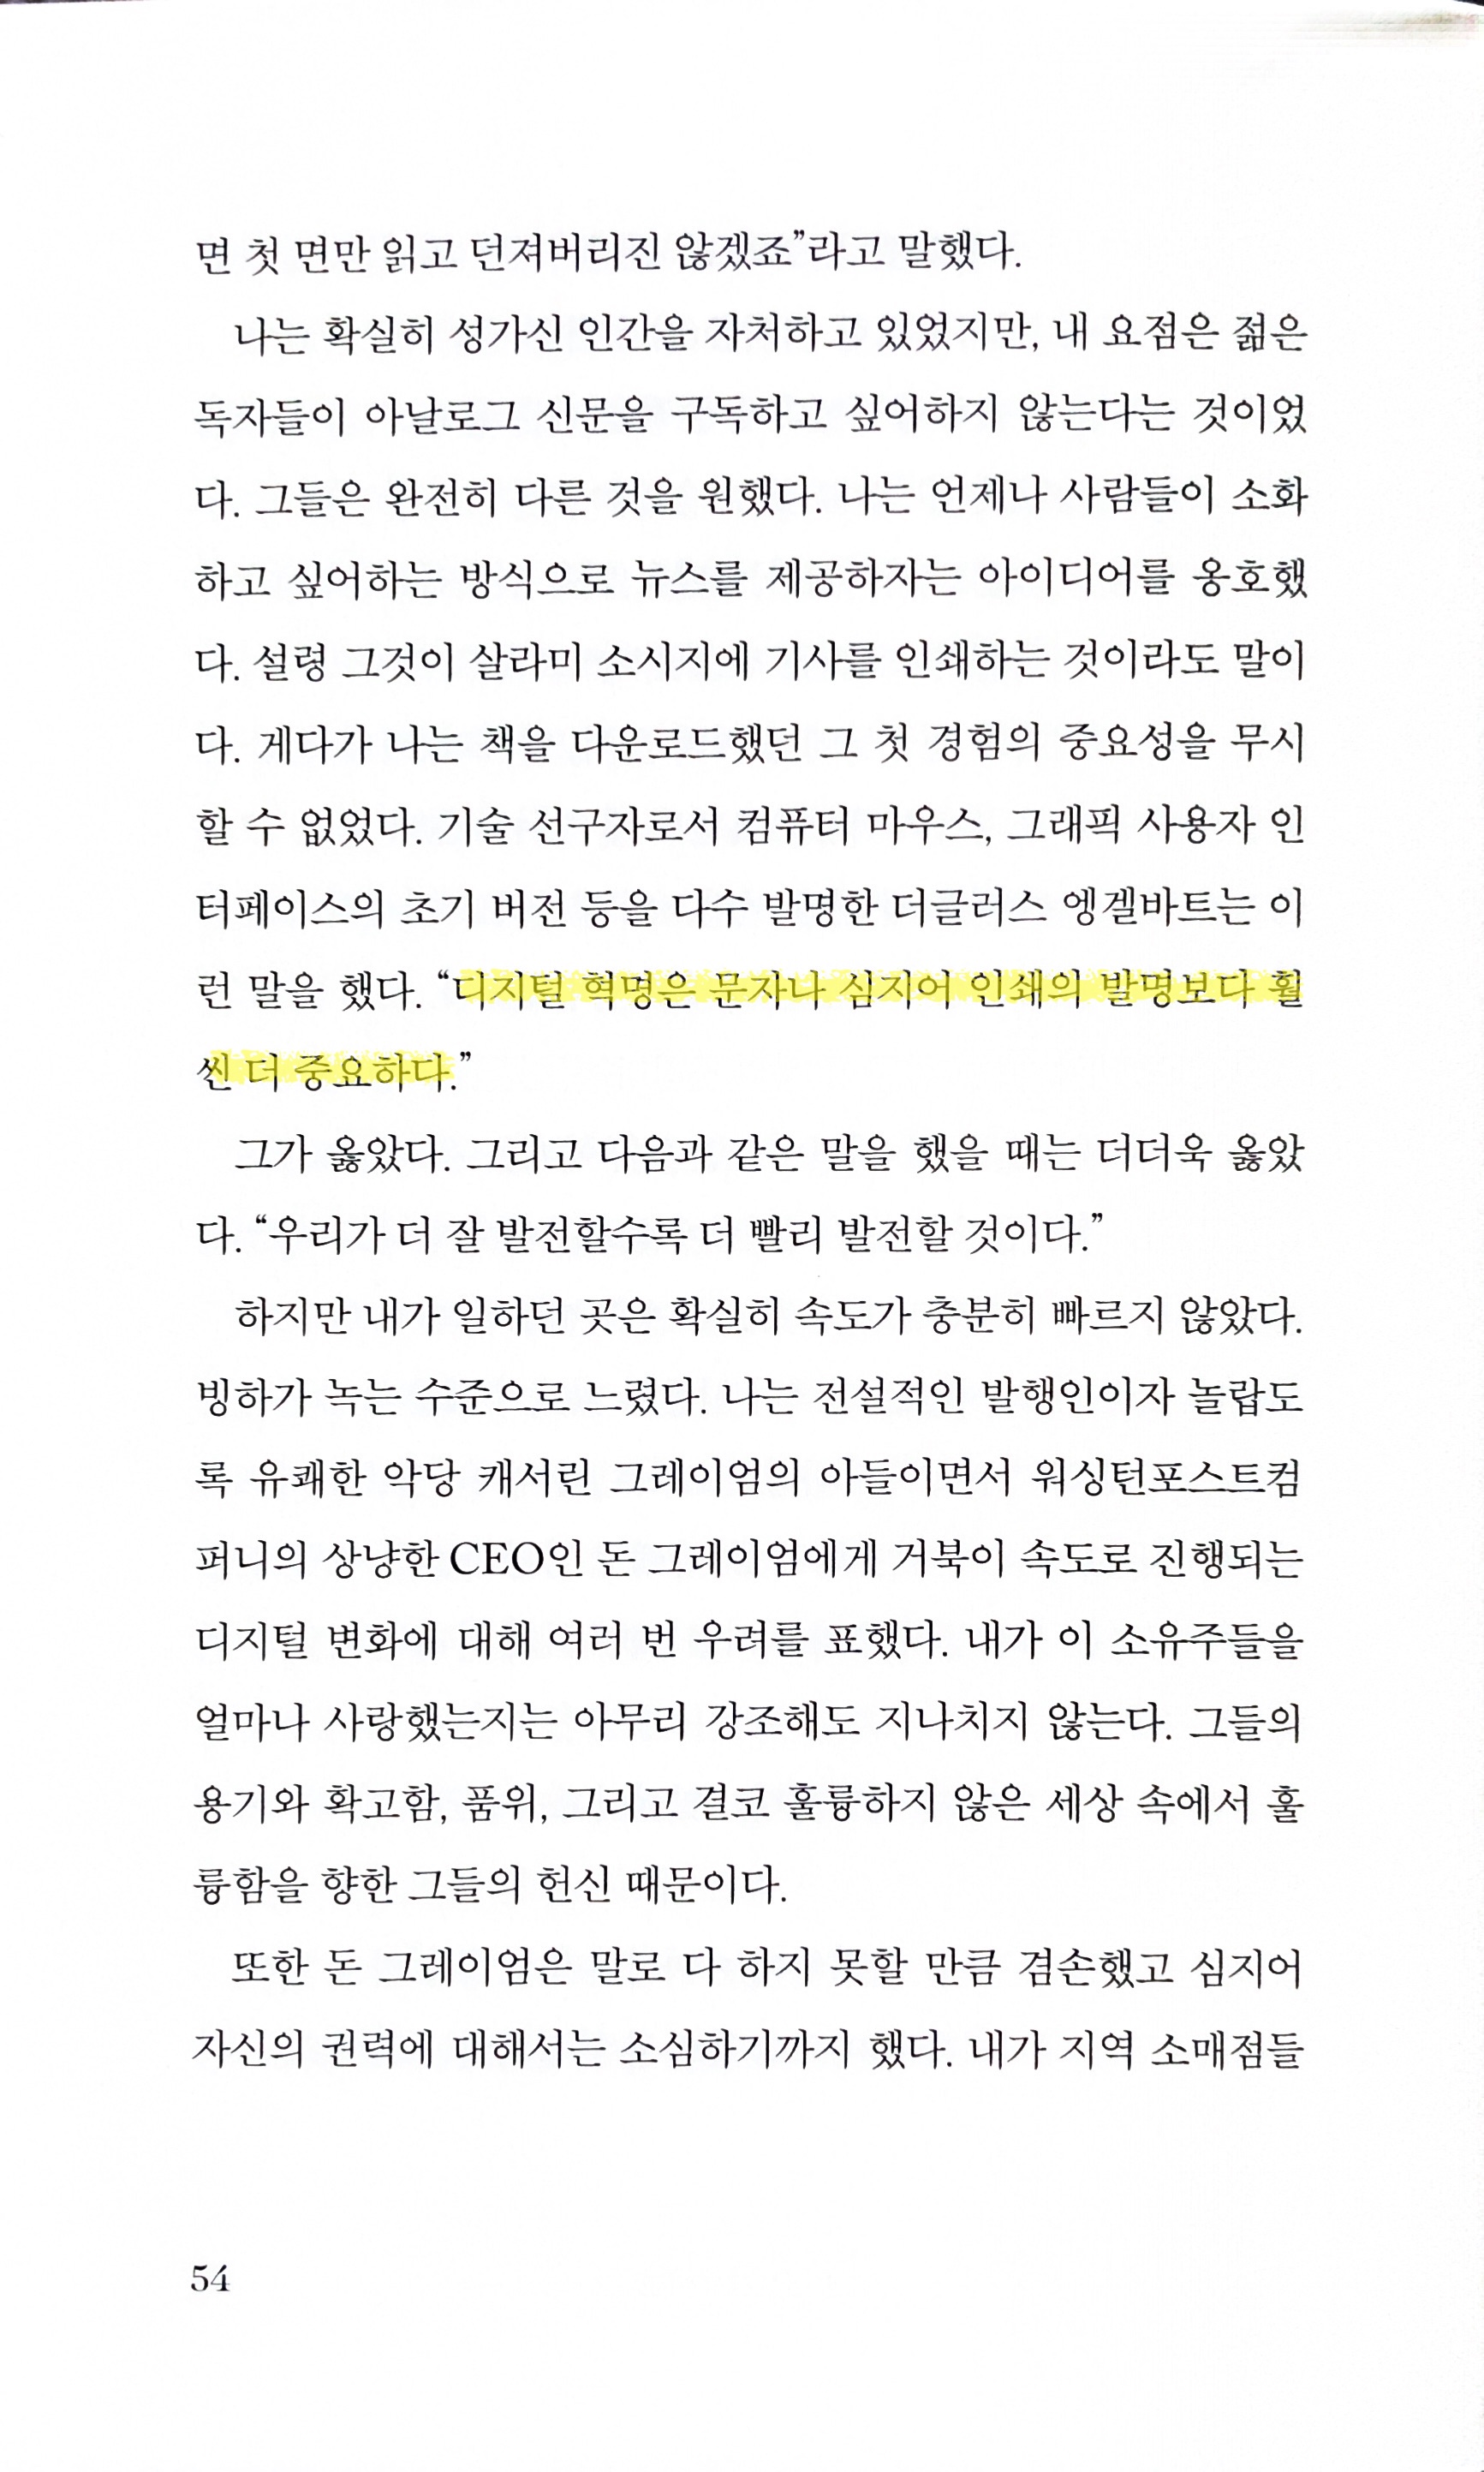 면 첫 면만 읽고 던져버리진 않겠죠”라고 말했다.
나는 확실히 성가신 인간을 자처하고 있었지만, 내 요점은 젊은
독자들이 아날로그 신문을 구독하고 싶어하지 않는다는 것이었
다. 그들은 완전히 다른 것을 원했다. 나는 언제나 사람들이 소화
하고 싶어하는 방식으로 뉴스를 제공하자는 아이디어를 옹호했
다. 설령 그것이 살라미 소시지에 기사를 인쇄하는 것이라도 말이
다. 게다가 나는 책을 다운로드했던 그 첫 경험의 중요성을 무시
할 수 없었다. 기술 선구자로서 컴퓨터 마우스, 그래픽 사용자 인
터페이스의 초기 버전 등을 다수 발명한 더글러스 엥겔바트는 이
런 말을 했다. “디지털 혁명은 문자나 심지어 인쇄의 발명보다 훨
씬 더 중요하다.”
그가 옳았다. 그리고 다음과 같은 말을 했을 때는 더더욱 옳았
다. “우리가 더 잘 발전할수록 더 빨리 발전할 것이다.”
하지만 내가 일하던 곳은 확실히 속도가 충분히 빠르지 않았다.
빙하가 녹는 수준으로 느렸다. 나는 전설적인 발행인이자 놀랍도
록 유쾌한 악당 캐서린 그레이엄의 아들이면서 워싱턴포스트컴
퍼니의 상냥한 CEO인 돈 그레이엄에게 거북이 속도로 진행되는
디지털 변화에 대해 여러 번 우려를 표했다. 내가 이 소유주들을
얼마나 사랑했는지는 아무리 강조해도 지나치지 않는다. 그들의
용기와 확고함, 품위, 그리고 결코 훌륭하지 않은 세상 속에서 훌
륭함을 향한 그들의 헌신 때문이다.
또한 돈 그레이엄은 말로 다 하지 못할 만큼 겸손했고 심지어
자신의 권력에 대해서는 소심하기까지 했다. 내가 지역 소매점들
54